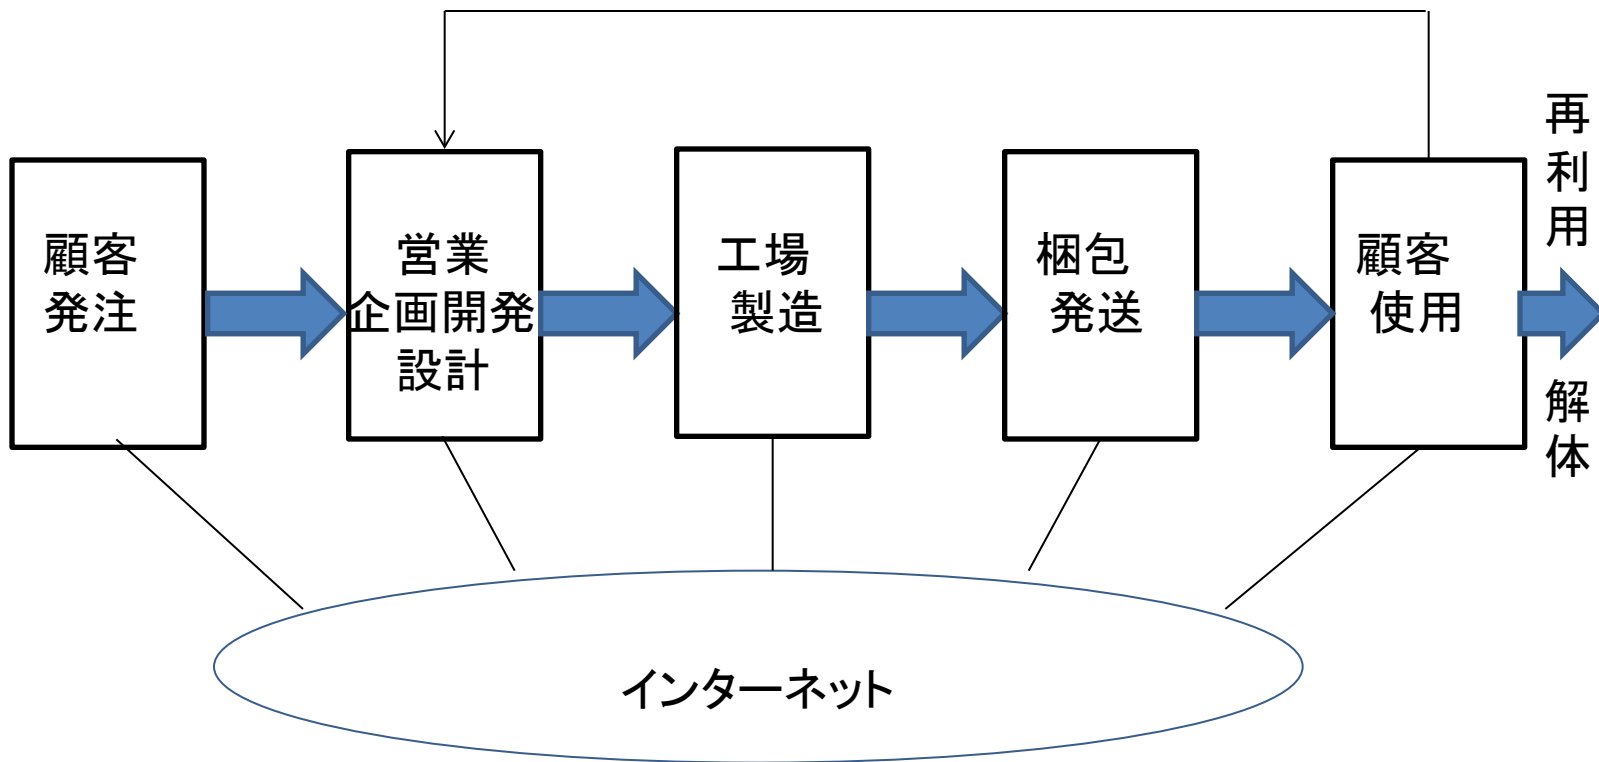 顧客
発注
営業
企画開発
設計
工場
製造
梱包
発送
顧客
使用
再利用
解体
インターネット